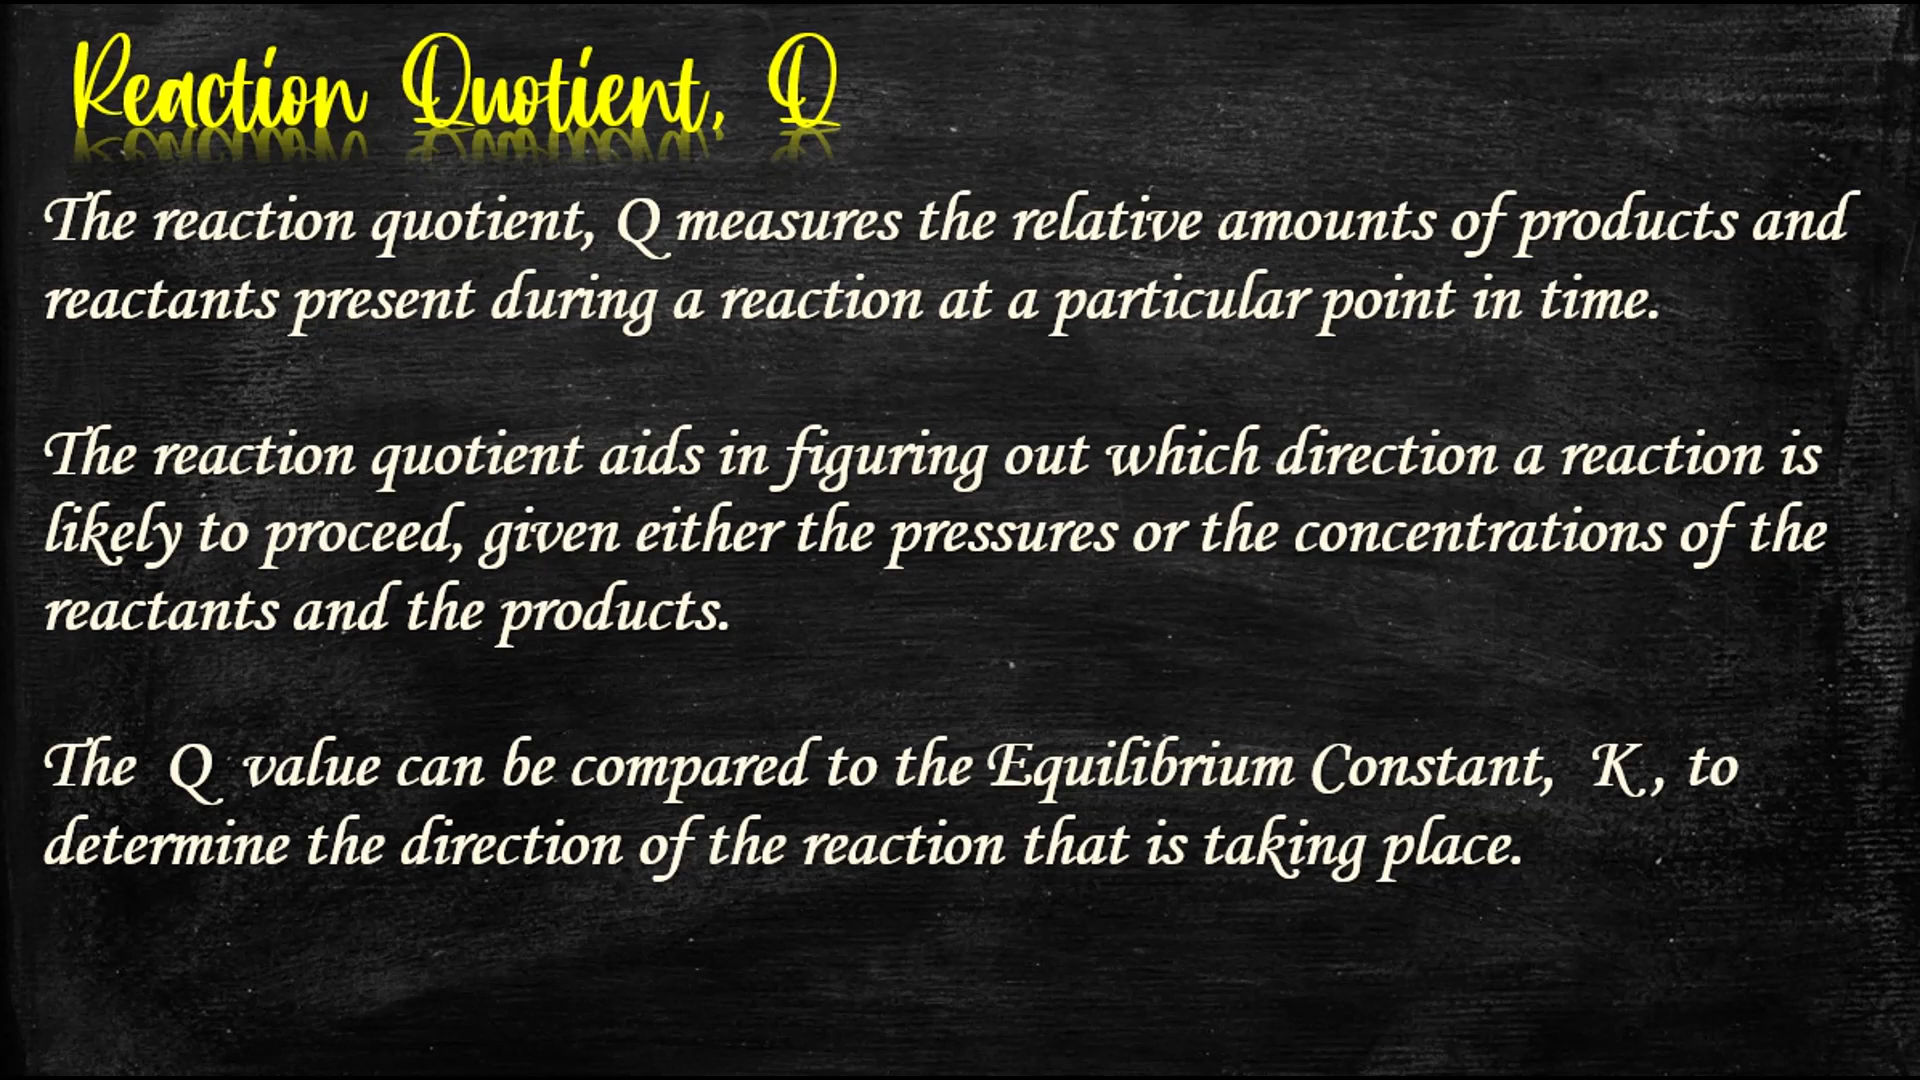 Reaction Quotient, Q
The reaction quotient, Q measures the relative amounts of products and
reactants present during a reaction at a particular point in time.
The reaction quotient aids in figuring out which direction a reaction is
likely to proceed, given either the pressures or the concentrations of the
reactants and the products.
The Q value can be compared to the Equilibrium Constant, K, to
determine the direction of the reaction that is taking place.